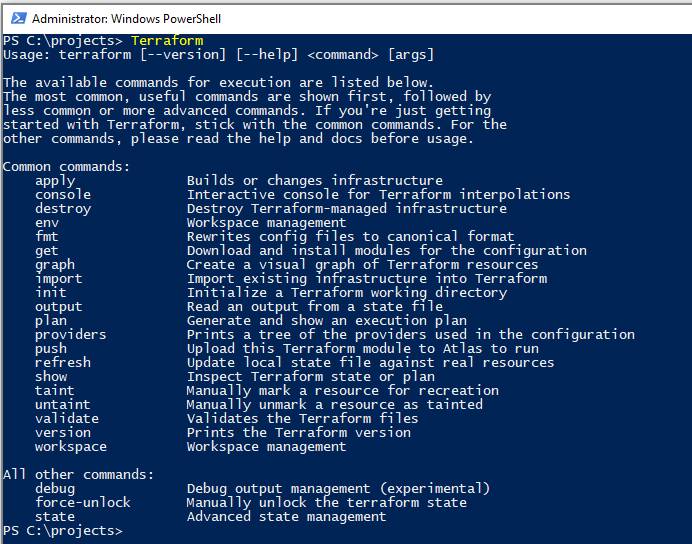 Administrator: Windows PowerShell
PS C:\projects> Terraform
Usage: terraform [--version] [--help] <command> [args]

The available commands for execution are listed below.
The most common, useful commands are shown first, followed by
less common or more advanced commands. If you're just getting
started with Terraform, stick with the common commands. For the
other commands, please read the help and docs before usage.

Common commands:
    apply              Builds or changes infrastructure
    console            Interactive console for Terraform interpolations
    destroy            Destroy Terraform-managed infrastructure
    env                Workspace management
    fmt                Rewrites config files to canonical format
    get                Download and install modules for the configuration
    graph              Create a visual graph of Terraform resources
    import             Import existing infrastructure into Terraform
    init               Initialize a Terraform working directory
    output             Read an output from a state file
    plan               Generate and show an execution plan
    providers          Prints a tree of the providers used in the configuration
    push               Upload this Terraform module to Atlas to run
    refresh            Update local state file against real resources
    show               Inspect Terraform state or plan
    taint              Manually mark a resource for recreation
    untaint            Manually unmark a resource as tainted
    validate           Validates the Terraform files
    version            Prints the Terraform version
    workspace          Workspace management

All other commands:
    debug              Debug output management (experimental)
    force-unlock       Manually unlock the terraform state
    state              Advanced state management
PS C:\projects>